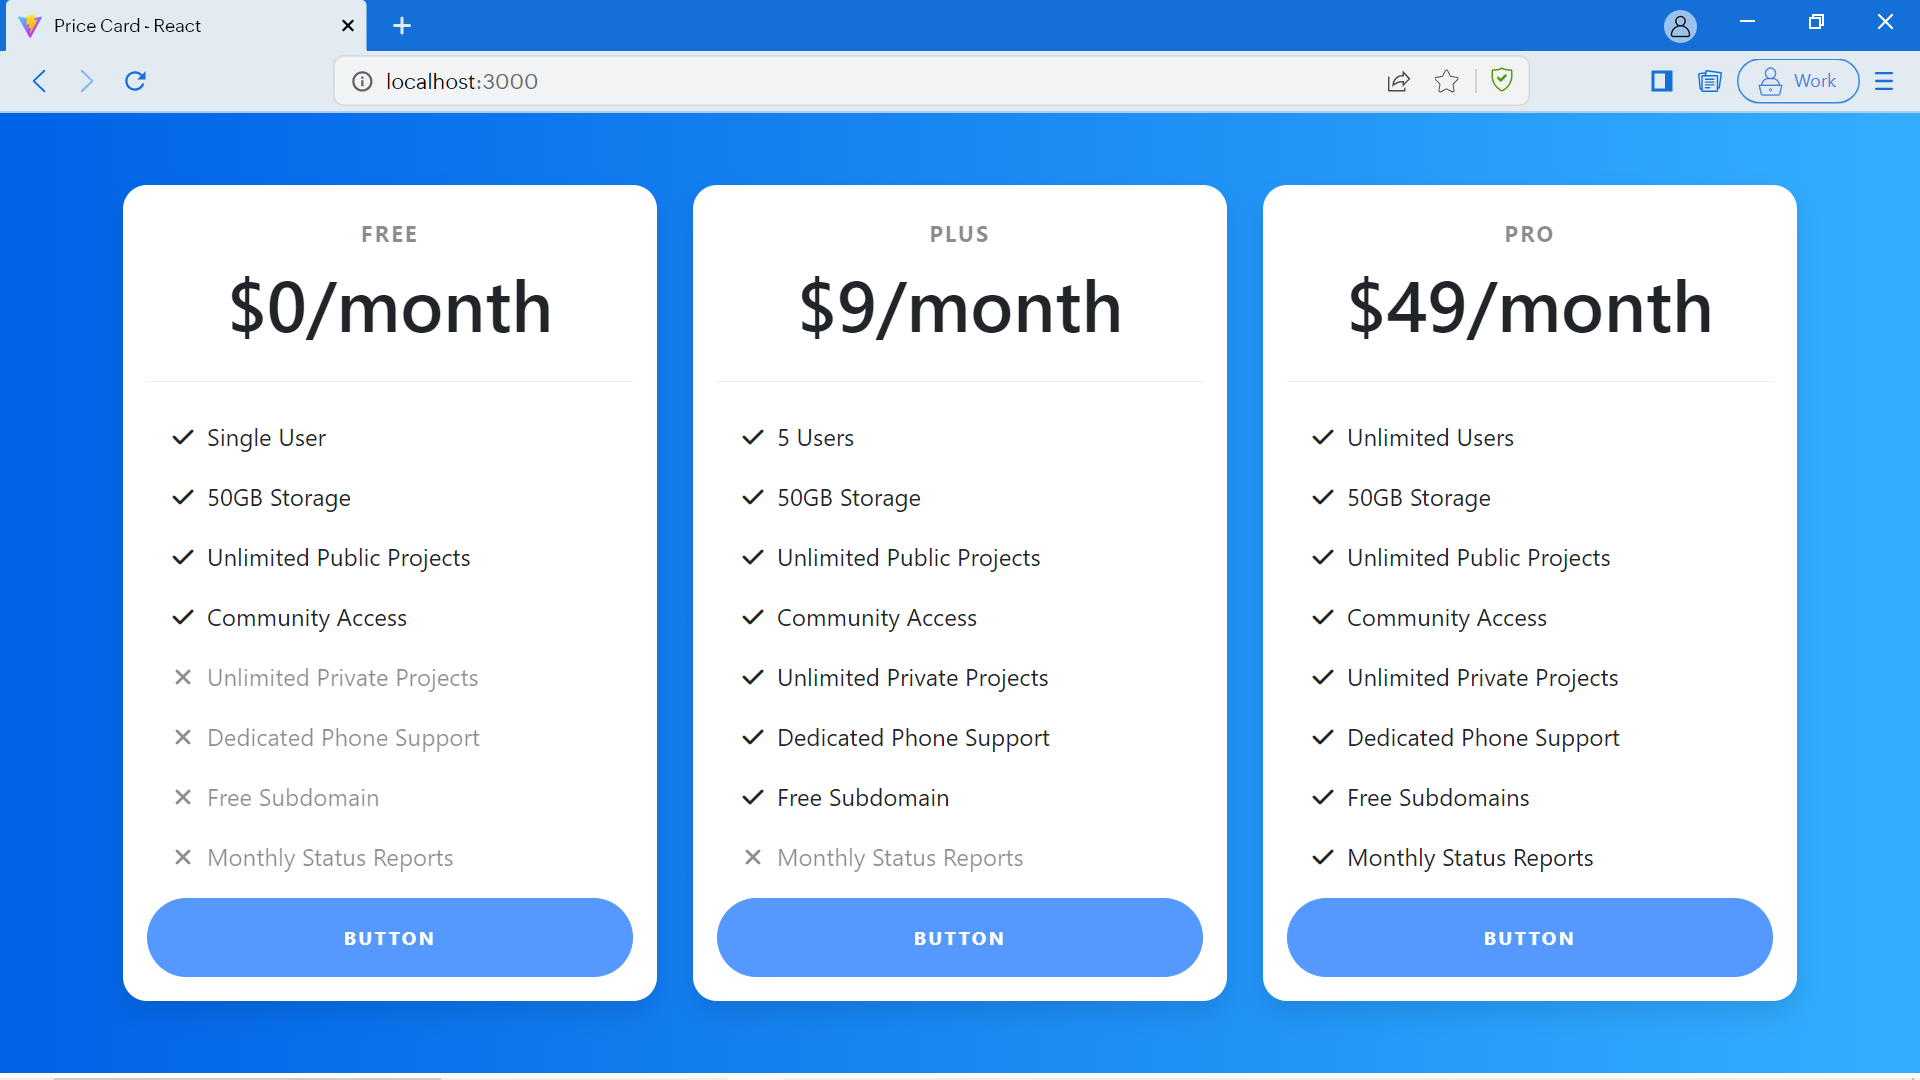 Price Card - React
localhost:3000
Work
FREE
$0/month
Single User
50GB Storage
Unlimited Public Projects
Community Access
Unlimited Private Projects
Dedicated Phone Support
Free Subdomain
Monthly Status Reports
BUTTON
PLUS
$9/month
5 Users
50GB Storage
Unlimited Public Projects
Community Access
Unlimited Private Projects
Dedicated Phone Support
Free Subdomain
Monthly Status Reports
BUTTON
PRO
$49/month
Unlimited Users
50GB Storage
Unlimited Public Projects
Community Access
Unlimited Private Projects
Dedicated Phone Support
Free Subdomains
Monthly Status Reports
BUTTON